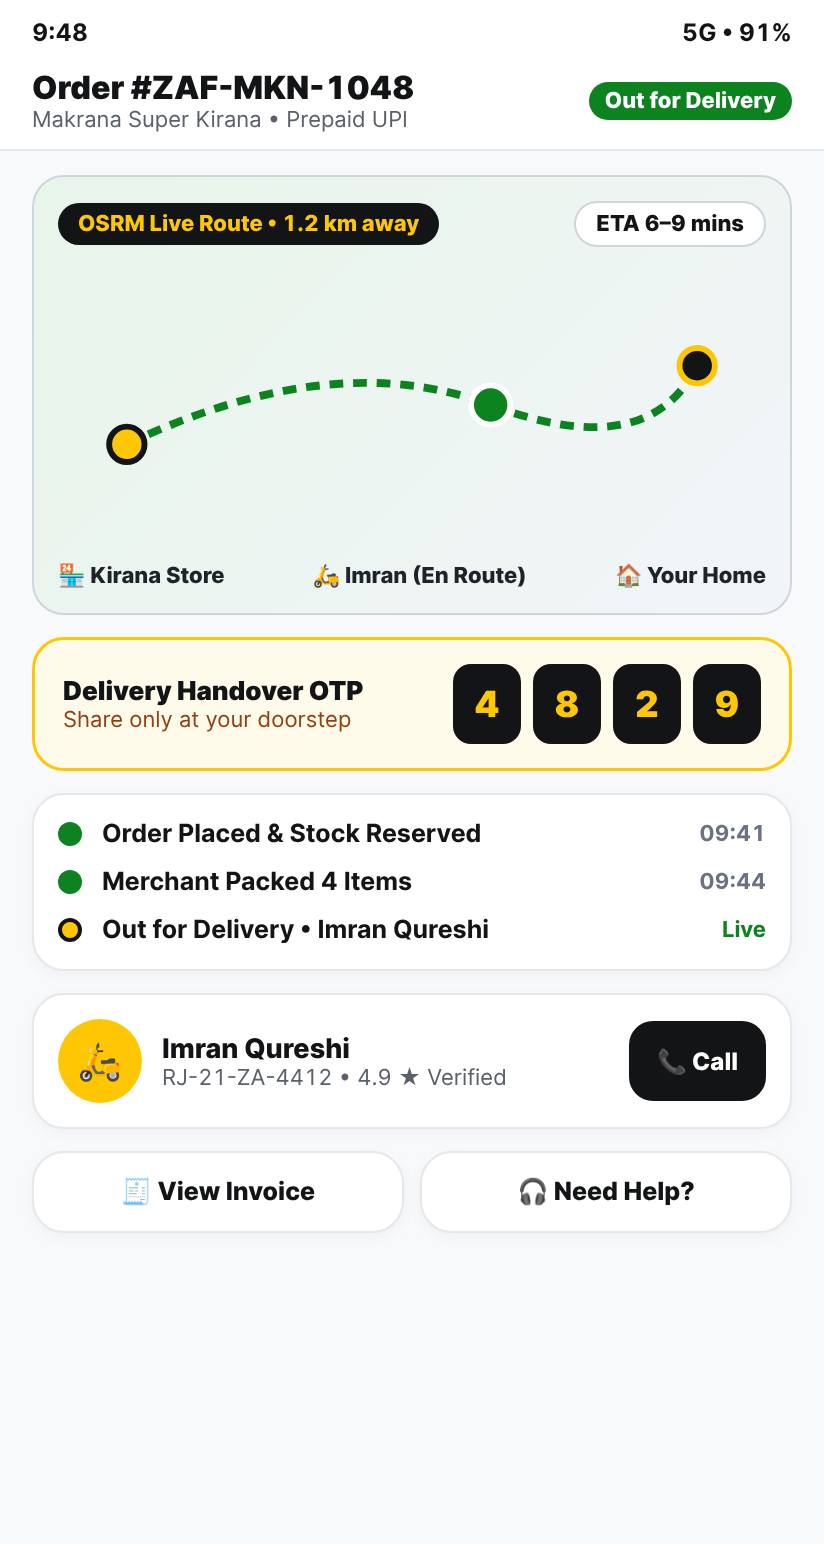 9:48
5G • 91%
Order #ZAF-MKN-1048
Makrana Super Kirana • Prepaid UPI
Out for Delivery
OSRM Live Route • 1.2 km away
ETA 6–9 mins
24
Kirana Store
Imran (En Route)
Your Home
Delivery Handover OTP
Share only at your doorstep
4 8 2 9
Order Placed & Stock Reserved 09:41
Merchant Packed 4 Items 09:44
Out for Delivery • Imran Qureshi Live
Imran Qureshi
RJ-21-ZA-4412 • 4.9 ★ Verified
Call
View Invoice
Need Help?